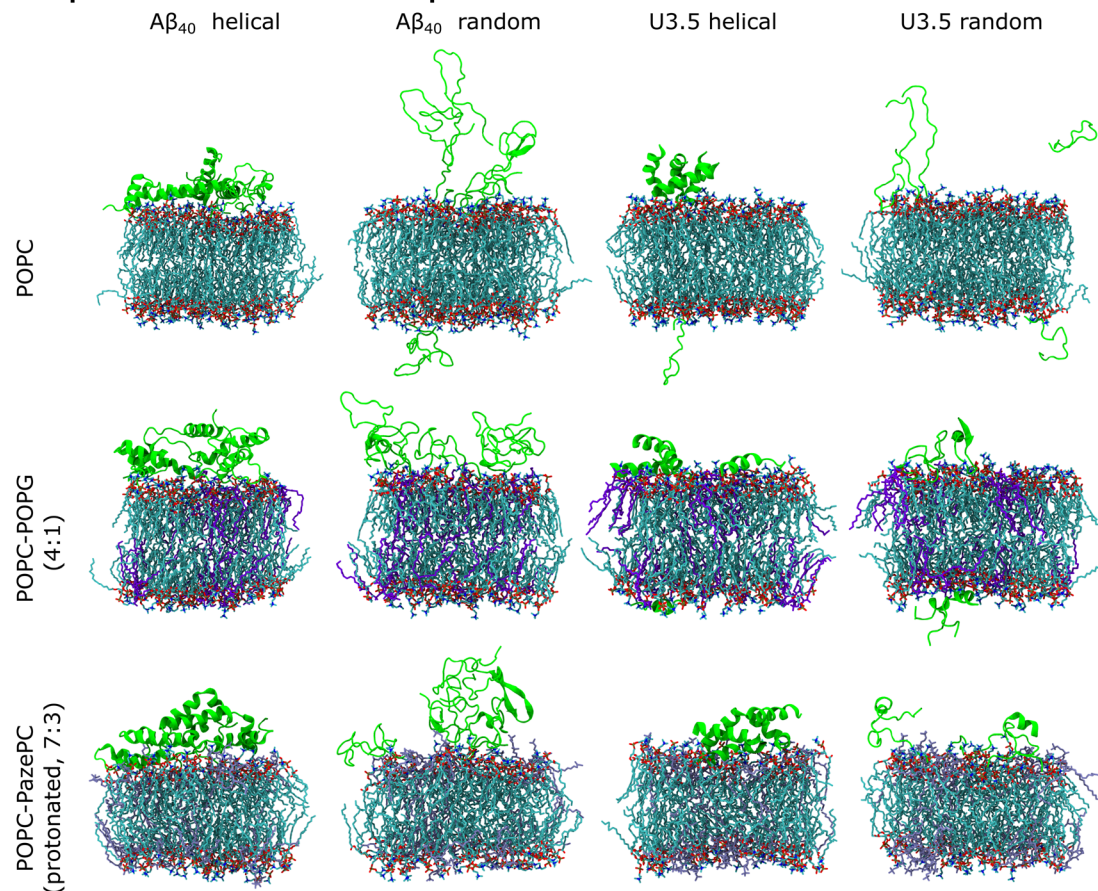 Aβ₄₀ helical
Aβ₄₀ random
U3.5 helical
U3.5 random
POPC
POPC-POPG
(4:1)
POPC-PazePC
(protonated, 7:3)